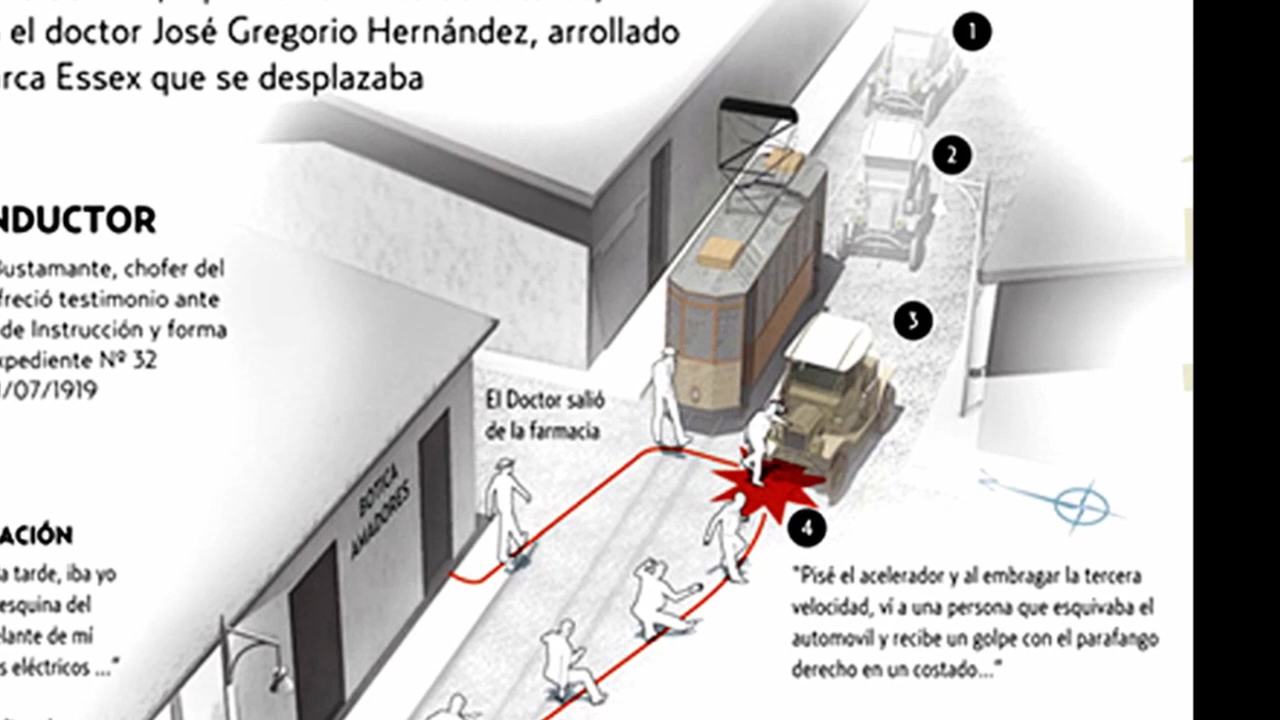 el doctor José Gregorio Hernández, arrollado
arca Essex que se desplazaba
1
2
NDUCTOR
Bustamante, chofer del
freció testimonio ante
de Instrucción y forma
xpediente Nº 32
/07/1919
3
El Doctor salió
de la farmacia
BOTICA
AMADORES
4
ACIÓN
a tarde, iba yo
esquina del
elante de mí
s eléctricos ..."
"Pisé el acelerador y al embragar la tercera
velocidad, ví a una persona que esquivaba el
automovil y recibe un golpe con el parafango
derecho en un costado..."